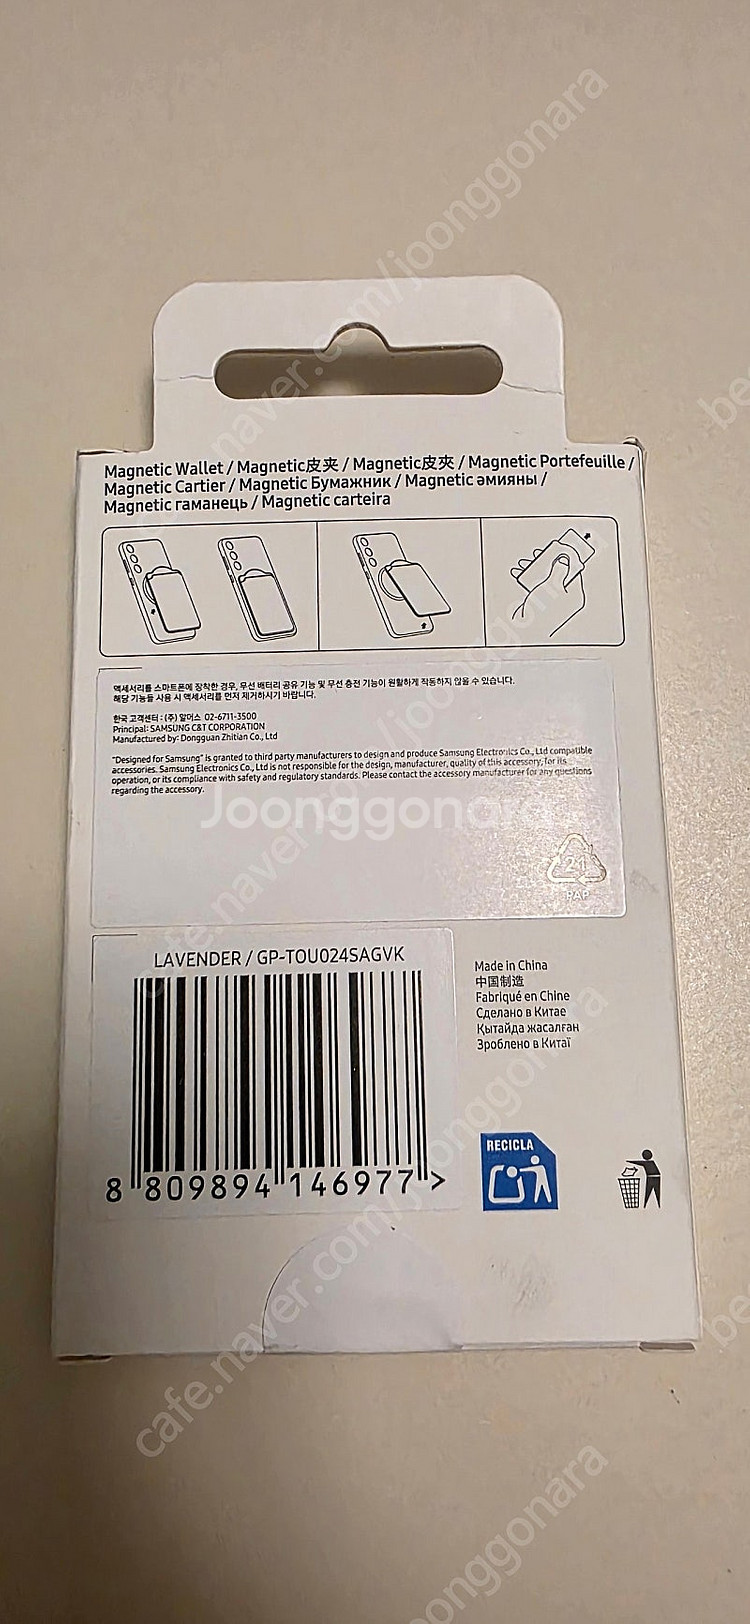 Magnetic Wallet / Magnetic皮夹 / Magnetic皮夾 / Magnetic Portefeuille /
Magnetic Cartier / Magnetic Бумажник / Magnetic әмияны /
Magnetic гаманець / Magnetic carteira
액세서리를 스마트폰에 장착한 경우, 무선 배터리 공유 기능 및 무선 충전 기능이 원활하게 작동하지 않을 수 있습니다.
해당 기능들 사용 시 액세서리를 먼저 제거하시기 바랍니다.
한국 고객센터 : (주) 알머스 02-6711-3500
Principal: SAMSUNG C&T CORPORATION
Manufactured by: Dongguan Zhitian Co., Ltd
"Designed for Samsung" is granted to third party manufacturers to design and produce Samsung Electronics Co., Ltd compatible
accessories. Samsung Electronics Co., Ltd is not responsible for the design, manufacturer, quality of this accessory, for its
operation, or its compliance with safety and regulatory standards. Please contact the accessory manufacturer for any questions
regarding the accessory.
Joonggonara
21
PAP
LAVENDER / GP-TOU024SAGVK
8 809894 146977 >
Made in China
中国制造
Fabriqué en Chine
Сделано в Китае
Қытайда жасалған
Зроблено в Китаї
RECICLA
cafe.naver.com/joonggonara
cafe.naver.com/joonggonara
cafe.naver.com/joonggonara